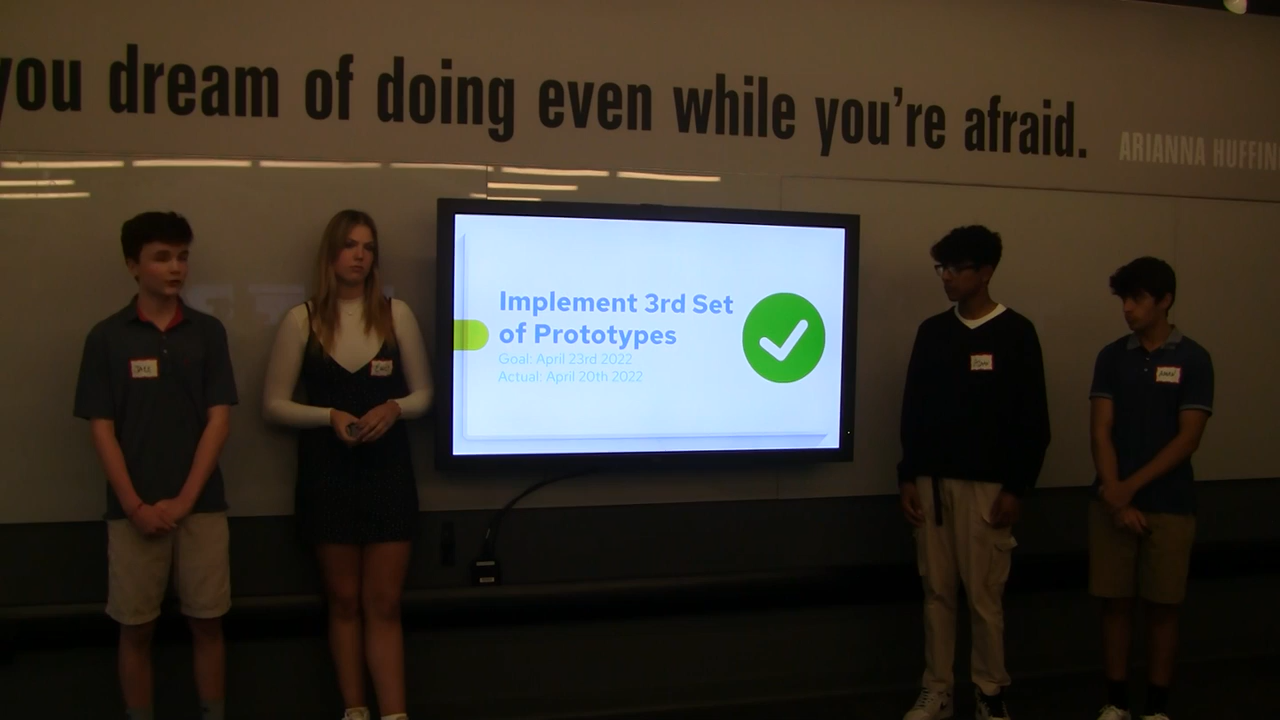 you dream of doing even while you're afraid.
ARIANNA HUFFIN
Implement 3rd Set
of Prototypes
Goal: April 23rd 2022
Actual: April 20th 2022